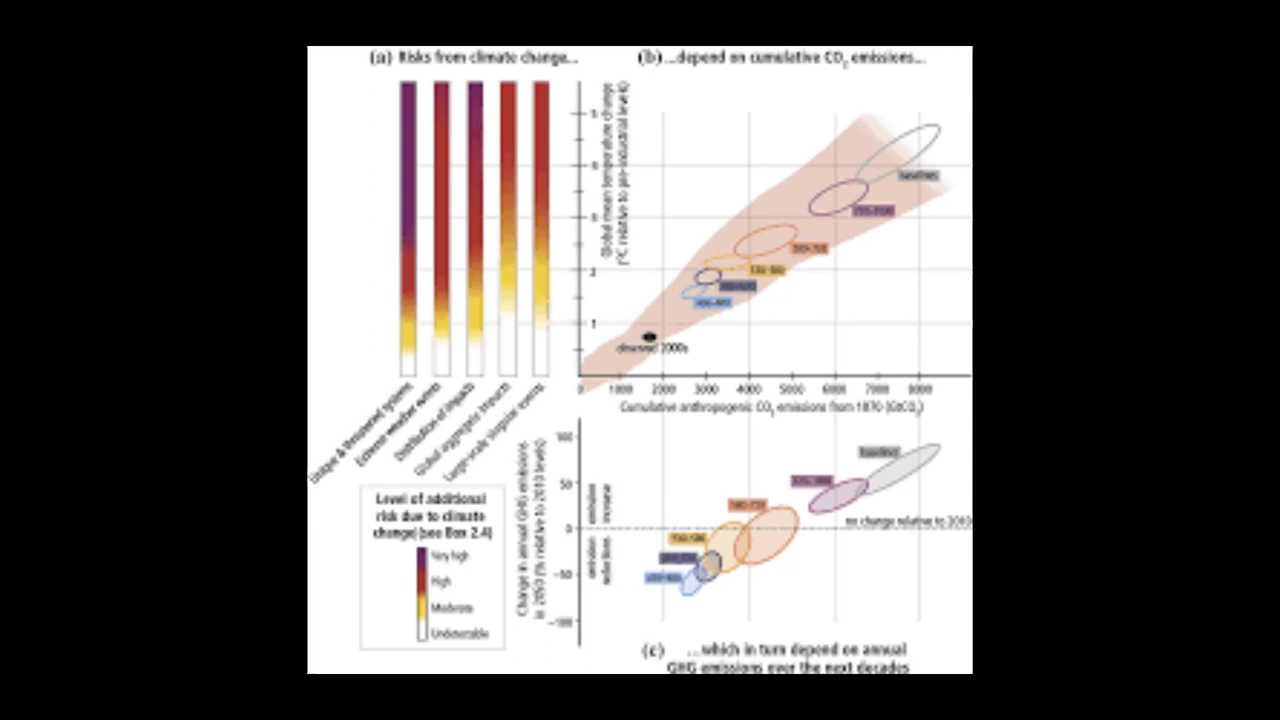 (a) Risks from climate change...
(b) ...depend on cumulative CO2 emissions...
Global mean temperature change
(°C relative to pre-industrial levels)
4
3
2
1
baselines
observed 2000s
0 1000 2000 3000 4000 5000 6000 7000 8000
Cumulative anthropogenic CO2 emissions from 1870 (GtCO2)
Unique & threatened systems
Extreme weather events
Distribution of impacts
Global aggregate impacts
Large-scale singular events
Level of additional
risk due to climate
change (see Box 2.4)
Very high
High
Moderate
Undetectable
Change in annual GHG emissions
in 2050 (% relative to 2010 levels)
100
50
0
−50
−100
emission
increase
emission
reductions
baselines
no change relative to 2010
(c) ...which in turn depend on annual
GHG emissions over the next decades